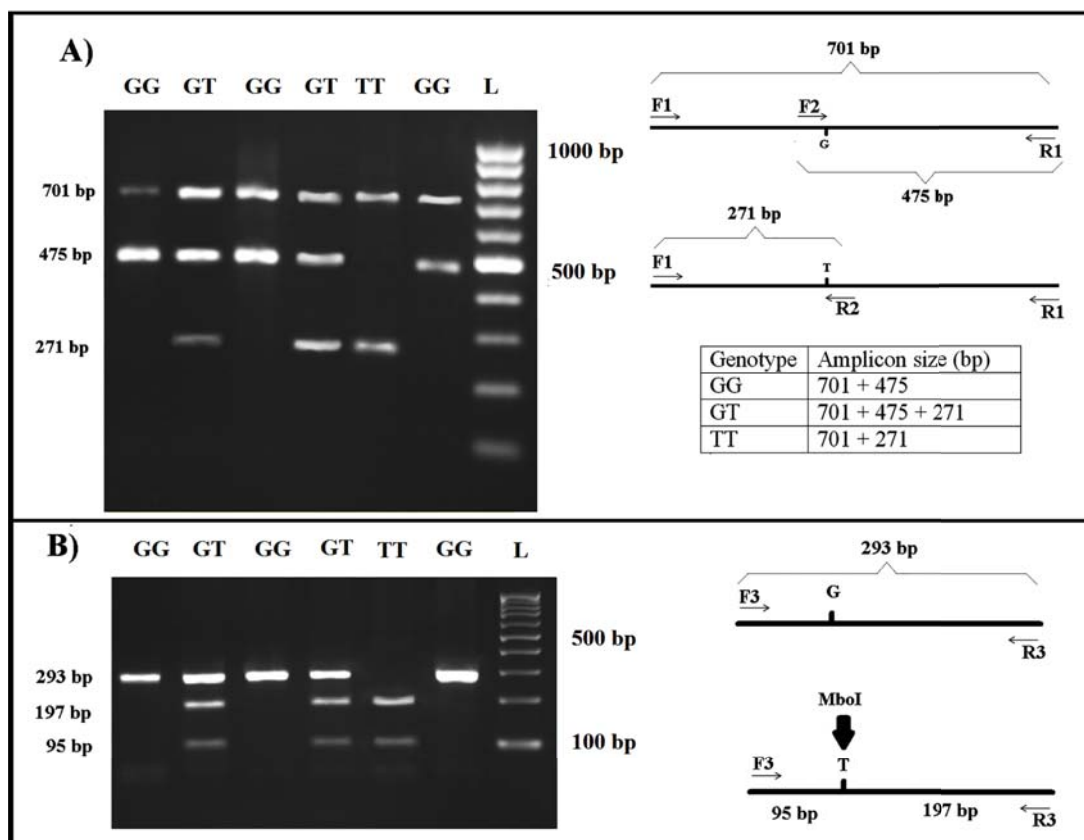 A)
GG GT GG GT TT GG L
701 bp
475 bp
271 bp
1000 bp
500 bp
701 bp
F1 F2
G
R1
475 bp
271 bp
F1 T
R2 R1
Genotype Amplicon size (bp)
GG 701 + 475
GT 701 + 475 + 271
TT 701 + 271
B)
GG GT GG GT TT GG L
293 bp
197 bp
95 bp
500 bp
100 bp
293 bp
F3 G
R3
MboI
F3 T
95 bp 197 bp R3